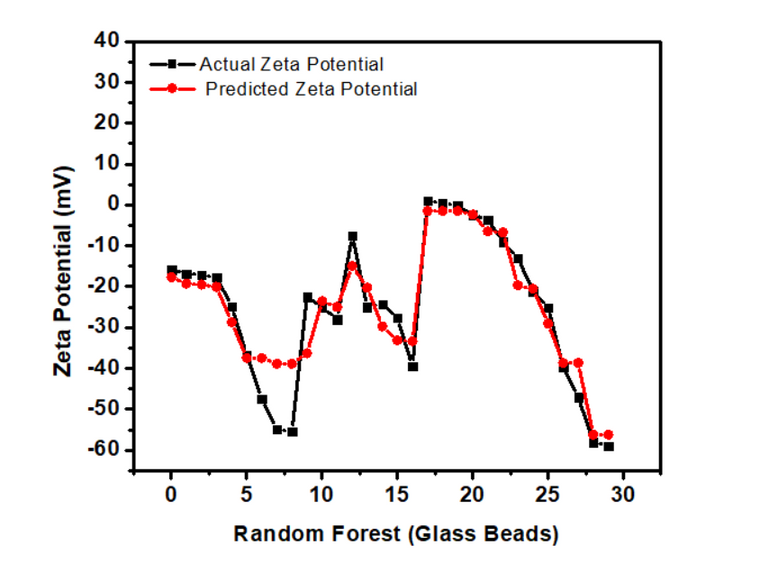 40
Actual Zeta Potential
30
Predicted Zeta Potential
20
10
0
-10
-20
-30
-40
-50
-60
Zeta Potential (mV)
0 5 10 15 20 25 30
Random Forest (Glass Beads)